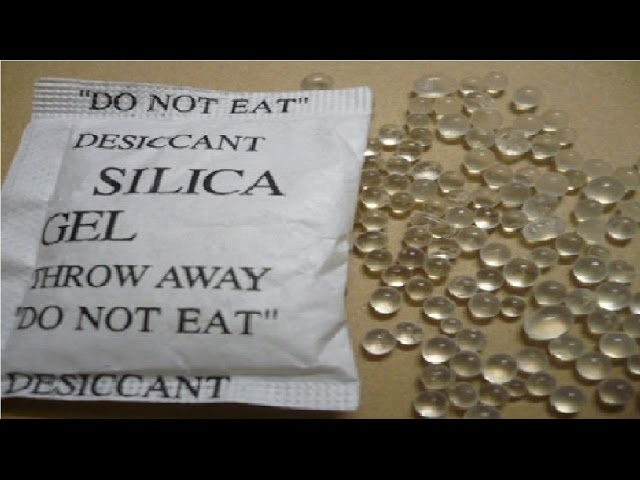 "DO NOT EAT"
DESICCANT
SILICA
GEL
THROW AWAY
"DO NOT EAT"
DESICCANT